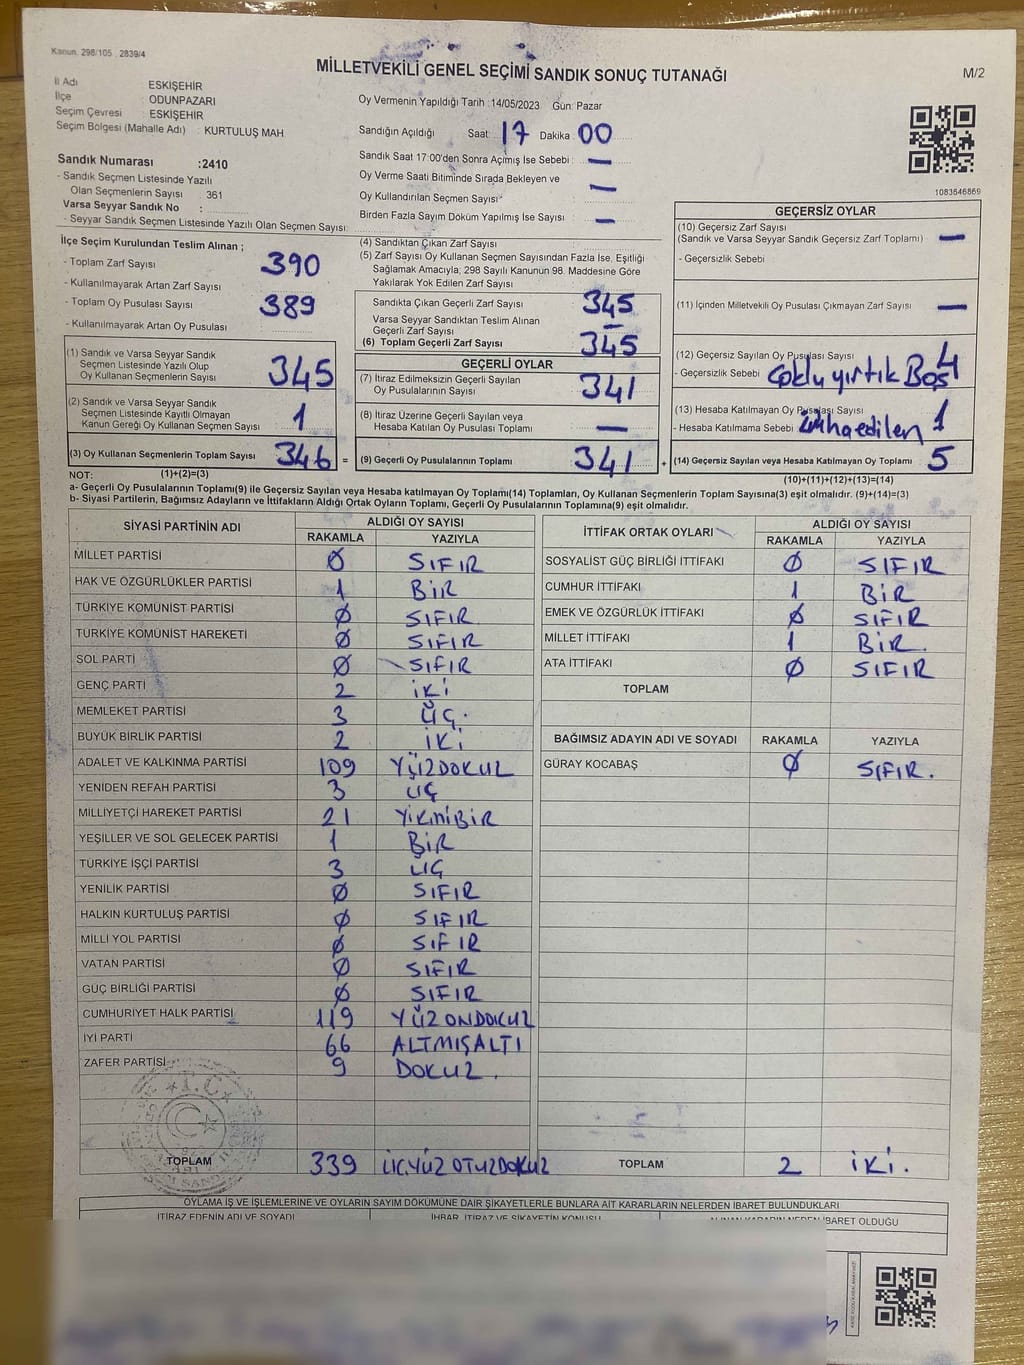 Kanun. 298/105 . 2839/4
MİLLETVEKİLİ GENEL SEÇİMİ SANDIK SONUÇ TUTANAĞI
M/2
İl Adı ESKİŞEHİR
İlçe ODUNPAZARI
Seçim Çevresi : ESKİŞEHİR
Seçim Bölgesi (Mahalle Adı) : KURTULUŞ MAH
Sandık Numarası :2410
- Sandık Seçmen Listesinde Yazılı
Olan Seçmenlerin Sayısı : 361
Varsa Seyyar Sandık No :
- Seyyar Sandık Seçmen Listesinde Yazılı Olan Seçmen Sayısı:
Oy Vermenin Yapıldığı Tarih :14/05/2023 Gün: Pazar
Sandığın Açıldığı Saat 17 Dakika 00
Sandık Saat 17:00'den Sonra Açımış İse Sebebi : —
Oy Verme Saati Bitiminde Sırada Bekleyen ve
Oy Kullandırılan Seçmen Sayısı —
Birden Fazla Sayım Döküm Yapılmış İse Sayısı : —
1083646869
İlçe Seçim Kurulundan Teslim Alınan ;
- Toplam Zarf Sayısı 390
- Kullanılmayarak Artan Zarf Sayısı
- Toplam Oy Pusulası Sayısı 389
- Kullanılmayarak Artan Oy Pusulası
(1) Sandık ve Varsa Seyyar Sandık
Seçmen Listesinde Yazılı Olup
Oy Kullanan Seçmenlerin Sayısı 345
(2) Sandık ve Varsa Seyyar Sandık
Seçmen Listesinde Kayıtlı Olmayan
Kanun Gereği Oy Kullanan Seçmen Sayısı 1
(3) Oy Kullanan Seçmenlerin Toplam Sayısı 346 =
(4) Sandıktan Çıkan Zarf Sayısı
(5) Zarf Sayısı Oy Kullanan Seçmen Sayısından Fazla İse, Eşitliği
Sağlamak Amacıyla; 298 Sayılı Kanunun 98. Maddesine Göre
Yakılarak Yok Edilen Zarf Sayısı
Sandıkta Çıkan Geçerli Zarf Sayısı 345
Varsa Seyyar Sandıktan Teslim Alınan
Geçerli Zarf Sayısı —
(6) Toplam Geçerli Zarf Sayısı 345
GEÇERLİ OYLAR
(7) İtiraz Edilmeksizin Geçerli Sayılan
Oy Pusulalarının Sayısı 341
(8) İtiraz Üzerine Geçerli Sayılan veya
Hesaba Katılan Oy Pusulası Toplamı —
(9) Geçerli Oy Pusulalarının Toplamı 341 +
GEÇERSİZ OYLAR
(10) Geçersiz Zarf Sayısı
(Sandık ve Varsa Seyyar Sandık Geçersiz Zarf Toplamı) —
- Geçersizlik Sebebi
(11) İçinden Milletvekili Oy Pusulası Çıkmayan Zarf Sayısı —
(12) Geçersiz Sayılan Oy Pusulası Sayısı 4
- Geçersizlik Sebebi Çoklu yırtık Boş
(13) Hesaba Katılmayan Oy Pusulası Sayısı 1
- Hesaba Katılmama Sebebi imha edilen
(14) Geçersiz Sayılan veya Hesaba Katılmayan Oy Toplamı 5
NOT: (1)+(2)=(3)
(10)+(11)+(12)+(13)=(14)
a- Geçerli Oy Pusulalarının Toplamı(9) ile Geçersiz Sayılan veya Hesaba katılmayan Oy Toplamı(14) Toplamları, Oy Kullanan Seçmenlerin Toplam Sayısına(3) eşit olmalıdır. (9)+(14)=(3)
b- Siyasi Partilerin, Bağımsız Adayların ve İttifakların Aldığı Ortak Oyların Toplamı, Geçerli Oy Pusulalarının Toplamına(9) eşit olmalıdır.
SİYASİ PARTİNİN ADI ALDIĞI OY SAYISI
RAKAMLA YAZIYLA
MİLLET PARTİSİ 0 SIFIR
HAK VE ÖZGÜRLÜKLER PARTİSİ 1 BİR
TÜRKİYE KOMÜNİST PARTİSİ 0 SIFIR
TÜRKİYE KOMÜNİST HAREKETİ 0 SIFIR
SOL PARTİ 0 SIFIR
GENÇ PARTİ 2 İKİ
MEMLEKET PARTİSİ 3 ÜÇ.
BÜYÜK BİRLİK PARTİSİ 2 İKİ
ADALET VE KALKINMA PARTİSİ 109 YÜZDOKUZ
YENİDEN REFAH PARTİSİ 3 ÜÇ
MİLLİYETÇİ HAREKET PARTİSİ 21 YİRMİBİR
YEŞİLLER VE SOL GELECEK PARTİSİ 1 BİR
TÜRKİYE İŞÇİ PARTİSİ 3 ÜÇ
YENİLİK PARTİSİ 0 SIFIR
HALKIN KURTULUŞ PARTİSİ 0 SIFIR
MİLLİ YOL PARTİSİ 0 SIFIR
VATAN PARTİSİ 0 SIFIR
GÜÇ BİRLİĞİ PARTİSİ 0 SIFIR
CUMHURİYET HALK PARTİSİ 119 YÜZ ONDOKUZ
İYİ PARTİ 66 ALTMIŞALTI
ZAFER PARTİSİ 9 DOKUZ.
T.C.
TOPLAM 339 ÜÇYÜZ OTUZDOKUZ
İTTİFAK ORTAK OYLARI ALDIĞI OY SAYISI
RAKAMLA YAZIYLA
SOSYALİST GÜÇ BİRLİĞİ İTTİFAKI 0 SIFIR
CUMHUR İTTİFAKI 1 BİR
EMEK VE ÖZGÜRLÜK İTTİFAKI 0 SIFIR
MİLLET İTTİFAKI 1 BİR.
ATA İTTİFAKI 0 SIFIR
TOPLAM
BAĞIMSIZ ADAYIN ADI VE SOYADI RAKAMLA YAZIYLA
GÜRAY KOCABAŞ 0 SIFIR.
TOPLAM 2 İKİ.
OYLAMA İŞ VE İŞLEMLERİNE VE OYLARIN SAYIM DÖKÜMÜNE DAİR ŞİKAYETLERLE BUNLARA AİT KARARLARIN NELERDEN İBARET BULUNDUKLARI
İTİRAZ EDENİN ADI VE SOYADI İHBAR, İTİRAZ VE ŞİKAYETİN KONUSU ALINAN KARARIN NEDEN İBARET OLDUĞU